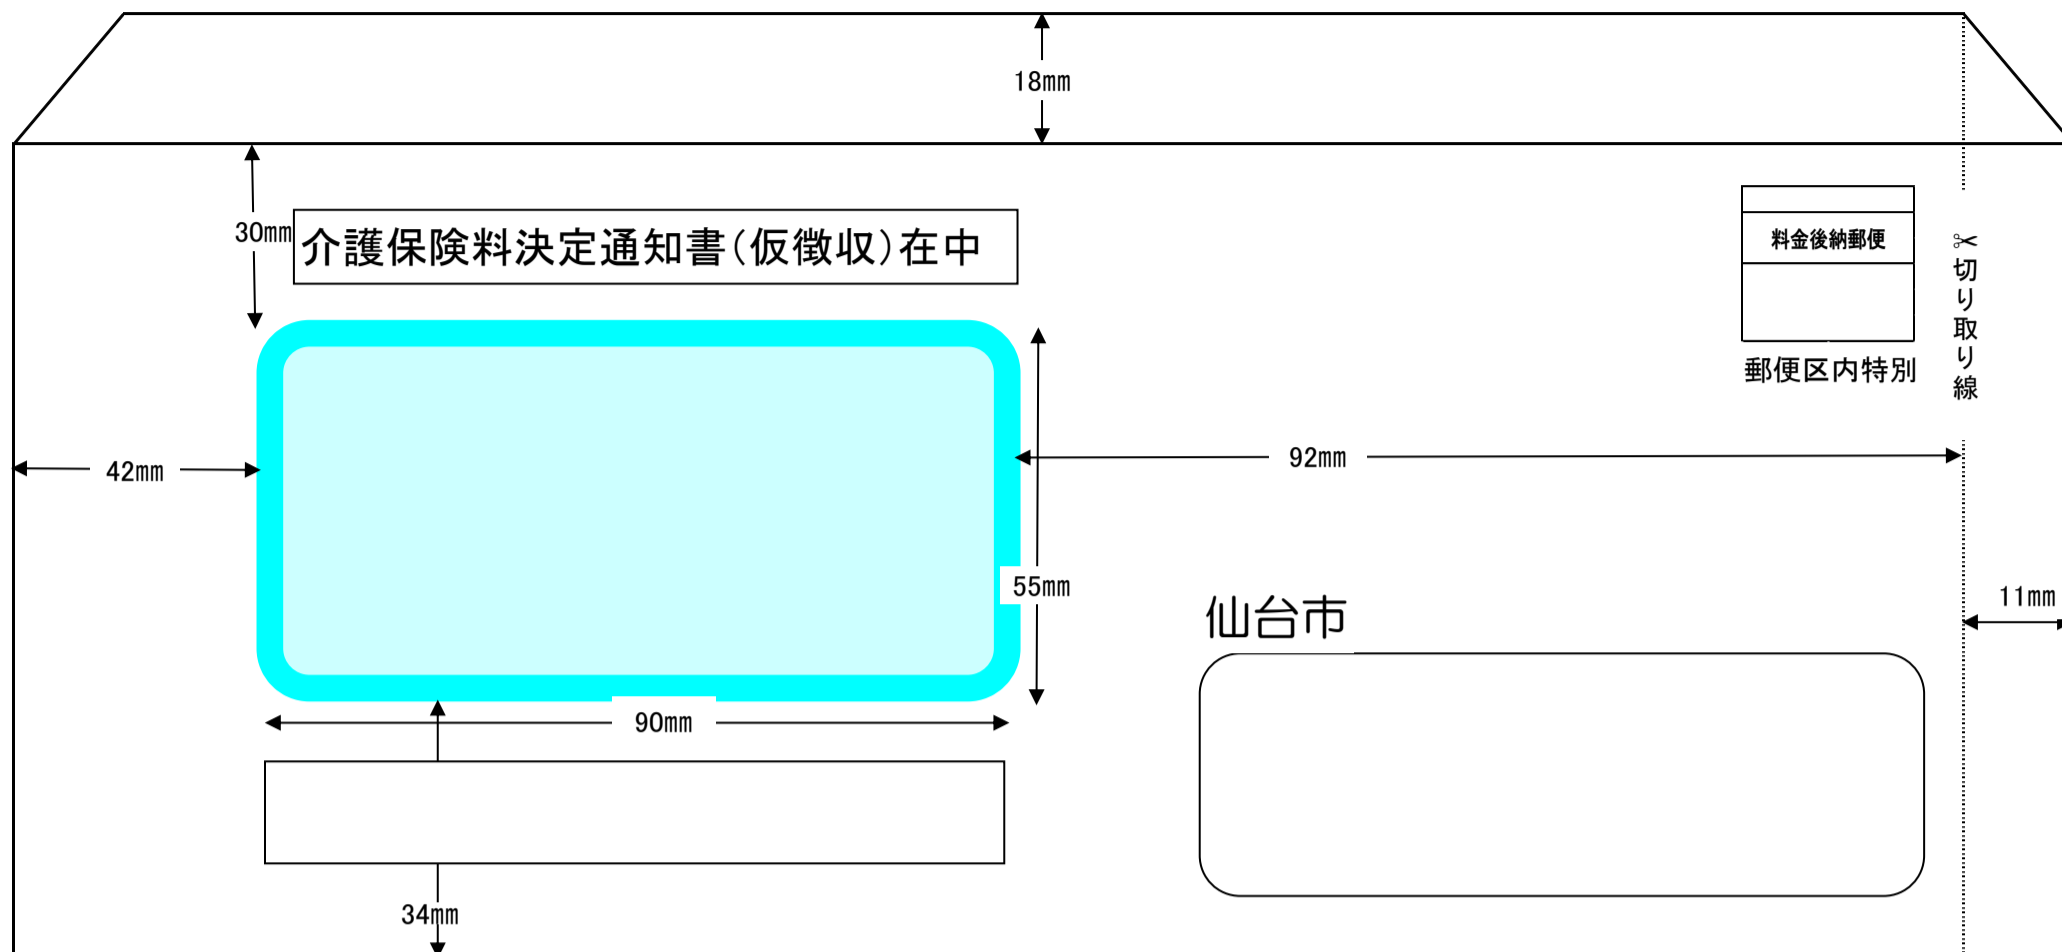 18mm
30mm
介護保険料決定通知書(仮徴収)在中
料金後納郵便
郵便区内特別
✂切り取り線
42mm
92mm
55mm
11mm
仙台市
90mm
34mm